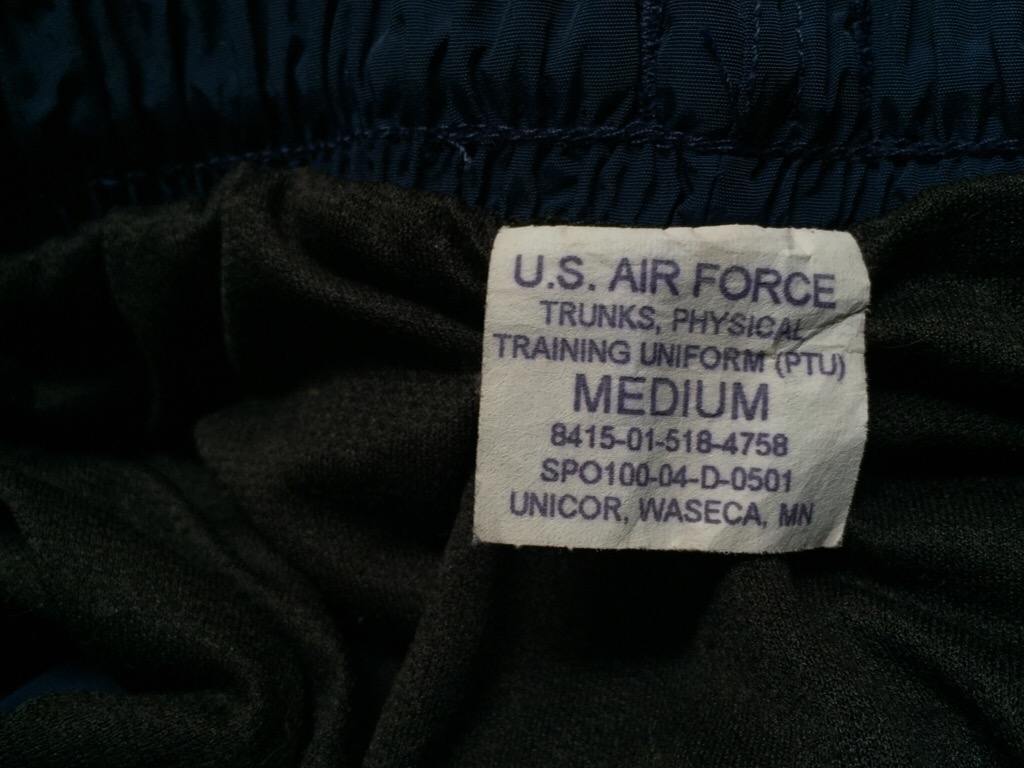 U.S. AIR FORCE
TRUNKS, PHYSICAL
TRAINING UNIFORM (PTU)
MEDIUM
8415-01-518-4758
SPO100-04-D-0501
UNICOR, WASECA, MN